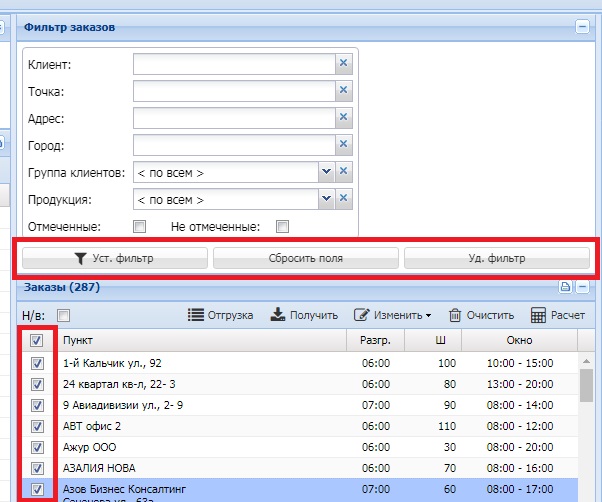 Фильтр заказов
Клиент:
Точка:
Адрес:
Город:
Группа клиентов: < по всем >
Продукция: < по всем >
Отмеченные: Не отмеченные:
Уст. фильтр Сбросить поля Уд. фильтр
Заказы (287)
Н/в: Отгрузка Получить Изменить Очистить Расчет
Пункт Разгр. Ш Окно
1-й Кальчик ул., 92 06:00 100 10:00 - 15:00
24 квартал кв-л, 22- 3 06:00 80 13:00 - 20:00
9 Авиадивизии ул., 2- 9 07:00 90 08:00 - 14:00
АВТ офис 2 06:00 110 08:00 - 12:00
Ажур ООО 06:00 30 08:00 - 20:00
АЗАЛИЯ НОВА 06:00 70 08:00 - 16:00
Азов Бизнес Консалтинг 07:00 60 08:00 - 17:00